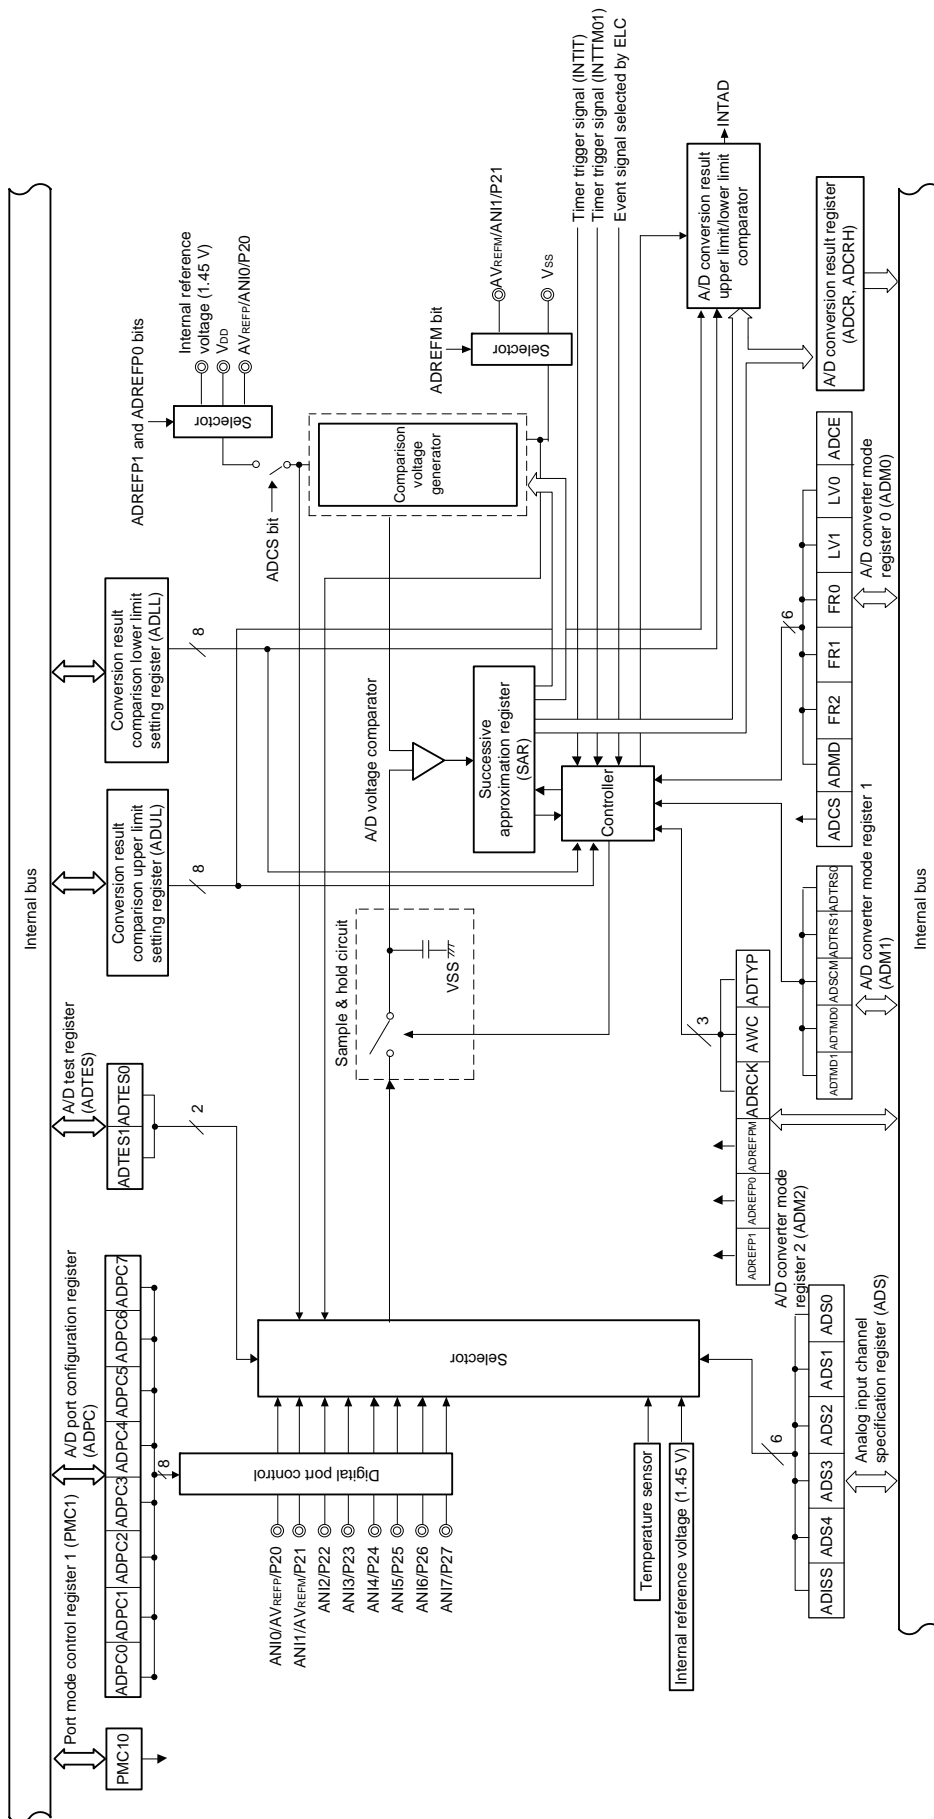 Internal bus
Port mode control register 1 (PMC1)
PMC10
A/D port configuration register
(ADPC)
ADPC0 ADPC1 ADPC2 ADPC3 ADPC4 ADPC5 ADPC6 ADPC7
8
A/D test register
(ADTES)
ADTES1 ADTES0
2
Conversion result
comparison upper limit
setting register (ADUL)
8
Conversion result
comparison lower limit
setting register (ADLL)
8
ADREFP1 and ADREFP0 bits
Selector
Internal reference
voltage (1.45 V)
VDD
AVREFP/ANI0/P20
ADCS bit
Digital port control
ANI0/AVREFP/P20
ANI1/AVREFM/P21
ANI2/P22
ANI3/P23
ANI4/P24
ANI5/P25
ANI6/P26
ANI7/P27
Selector
Temperature sensor
Internal reference voltage (1.45 V)
Sample & hold circuit
VSS
A/D voltage comparator
Comparison
voltage
generator
ADREFM bit
Selector
AVREFM/ANI1/P21
VSS
Successive
approximation register
(SAR)
Controller
Timer trigger signal (INTIT)
Timer trigger signal (INTTM01)
Event signal selected by ELC
A/D conversion result
upper limit/lower limit
comparator
INTAD
A/D conversion result register
(ADCR, ADCRH)
6
ADISS ADS4 ADS3 ADS2 ADS1 ADS0
Analog input channel
specification register (ADS)
3
ADREFP1 ADREFP0 ADREFPM ADRCK AWC ADTYP
A/D converter mode
register 2 (ADM2)
ADTMD1 ADTMD0 ADSCM ADTRS1 ADTRS0
A/D converter mode register 1
(ADM1)
6
ADCS ADMD FR2 FR1 FR0 LV1 LV0 ADCE
A/D converter mode
register 0 (ADM0)
Internal bus